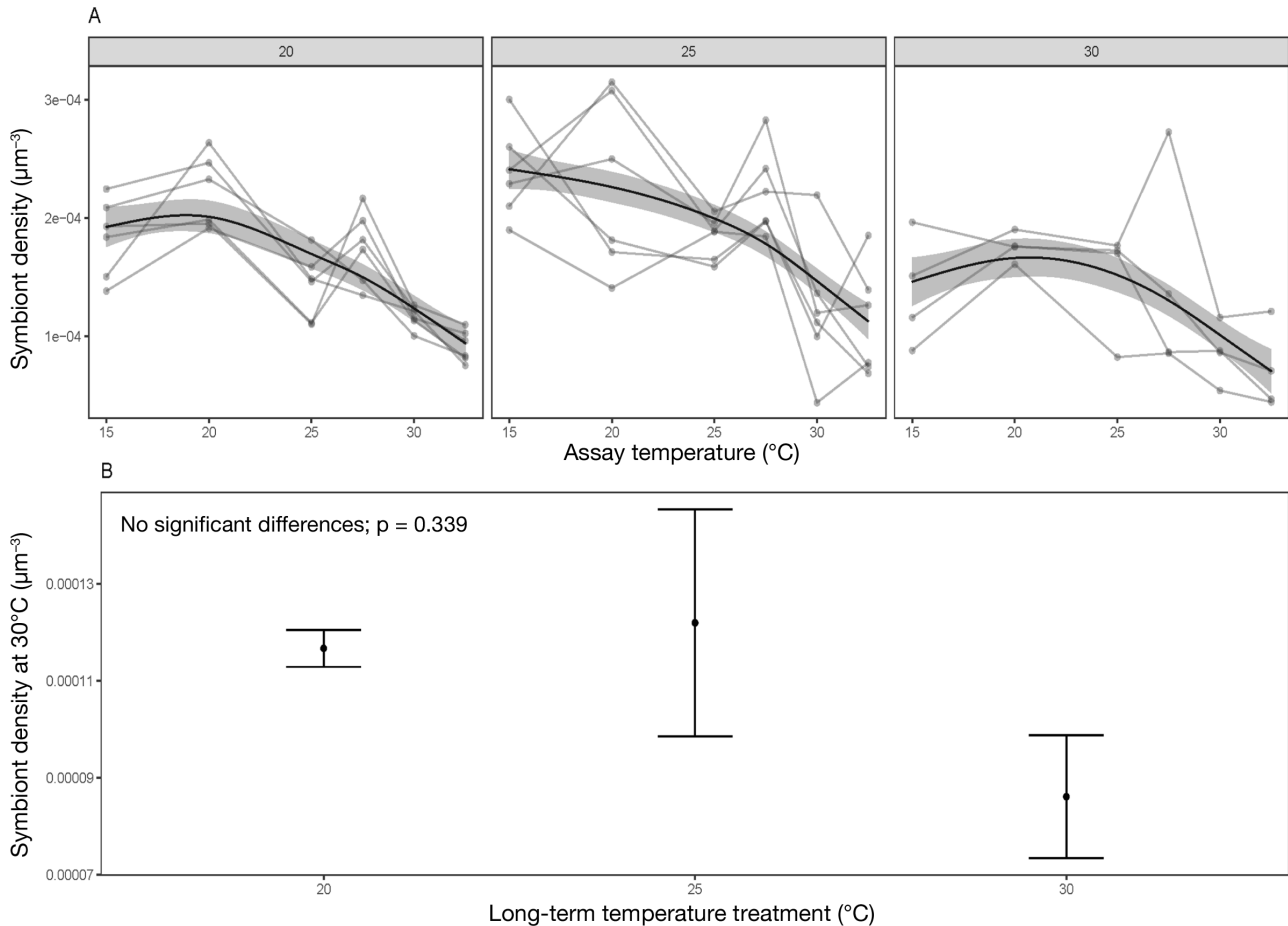 A
20
25
30
Symbiont density (µm⁻³)
3e−04
2e−04
1e−04
15 20 25 30 15 20 25 30 15 20 25 30
Assay temperature (°C)
B
No significant differences; p = 0.339
Symbiont density at 30°C (µm⁻³)
0.00013
0.00011
0.00009
0.00007
20 25 30
Long-term temperature treatment (°C)